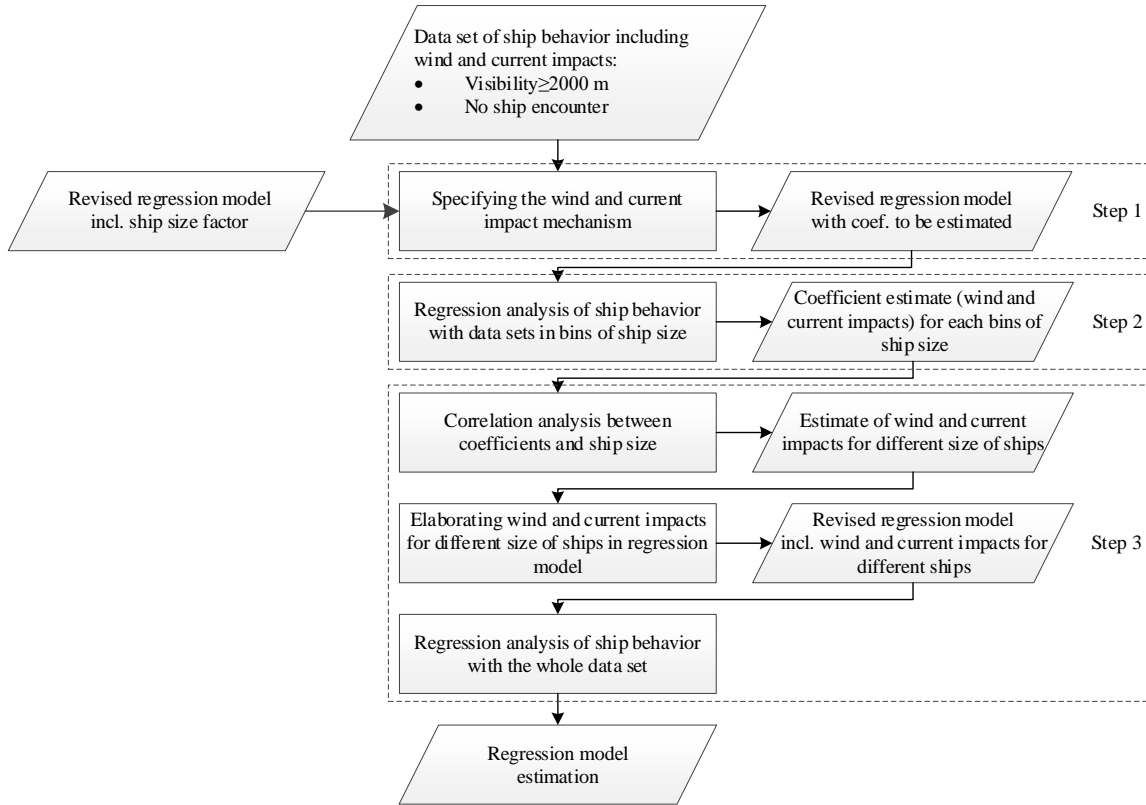 Data set of ship behavior including
wind and current impacts:
• Visibility≥2000 m
• No ship encounter
Revised regression model
incl. ship size factor
Specifying the wind and current
impact mechanism
Revised regression model
with coef. to be estimated
Step 1
Regression analysis of ship behavior
with data sets in bins of ship size
Coefficient estimate (wind and
current impacts) for each bins of
ship size
Step 2
Correlation analysis between
coefficients and ship size
Estimate of wind and current
impacts for different size of ships
Elaborating wind and current impacts
for different size of ships in regression
model
Revised regression model
incl. wind and current impacts for
different ships
Step 3
Regression analysis of ship behavior
with the whole data set
Regression model
estimation